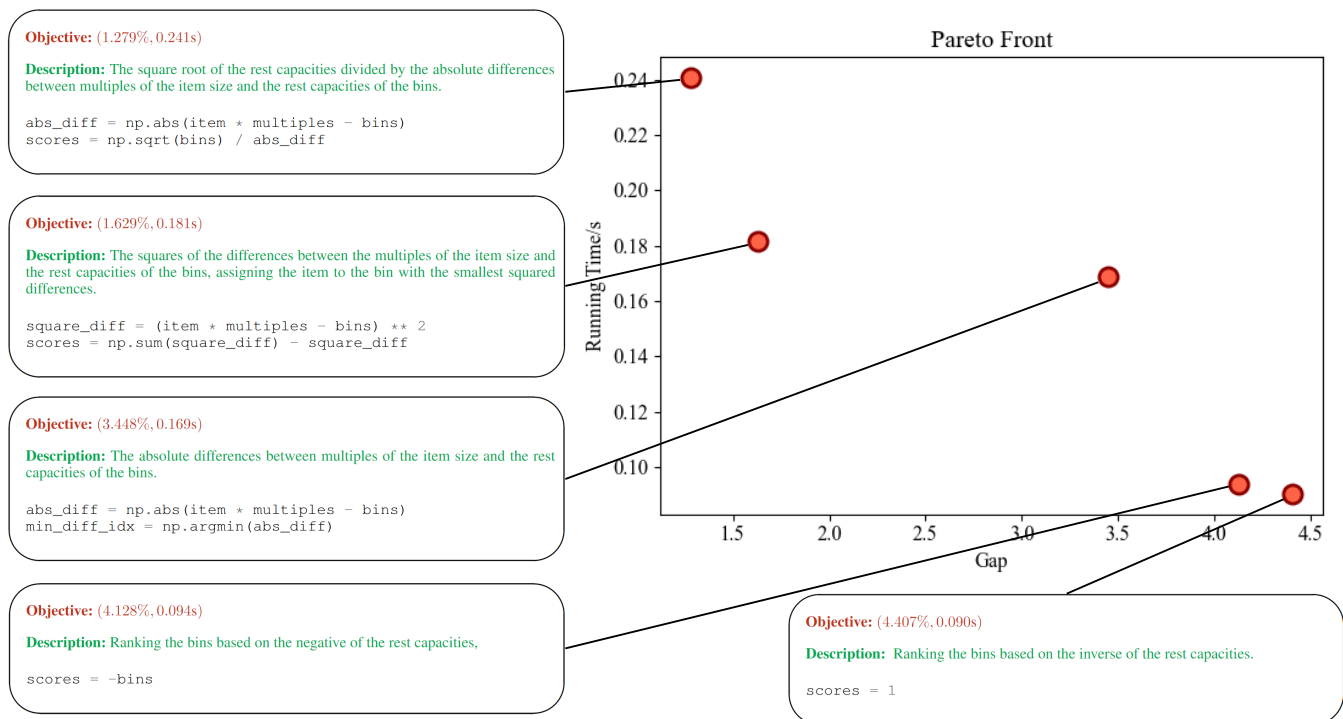 Objective: (1.279%, 0.241s)
Description: The square root of the rest capacities divided by the absolute differences
between multiples of the item size and the rest capacities of the bins.
abs_diff = np.abs(item * multiples - bins)
scores = np.sqrt(bins) / abs_diff
Objective: (1.629%, 0.181s)
Description: The squares of the differences between the multiples of the item size and
the rest capacities of the bins, assigning the item to the bin with the smallest squared
differences.
square_diff = (item * multiples - bins) ** 2
scores = np.sum(square_diff) - square_diff
Objective: (3.448%, 0.169s)
Description: The absolute differences between multiples of the item size and the rest
capacities of the bins.
abs_diff = np.abs(item * multiples - bins)
min_diff_idx = np.argmin(abs_diff)
Objective: (4.128%, 0.094s)
Description: Ranking the bins based on the negative of the rest capacities,
scores = -bins
Pareto Front
0.24
0.22
0.20
0.18
0.16
0.14
0.12
0.10
Running Time/s
1.5
2.0
2.5
3.0
3.5
4.0
4.5
Gap
Objective: (4.407%, 0.090s)
Description: Ranking the bins based on the inverse of the rest capacities.
scores = 1